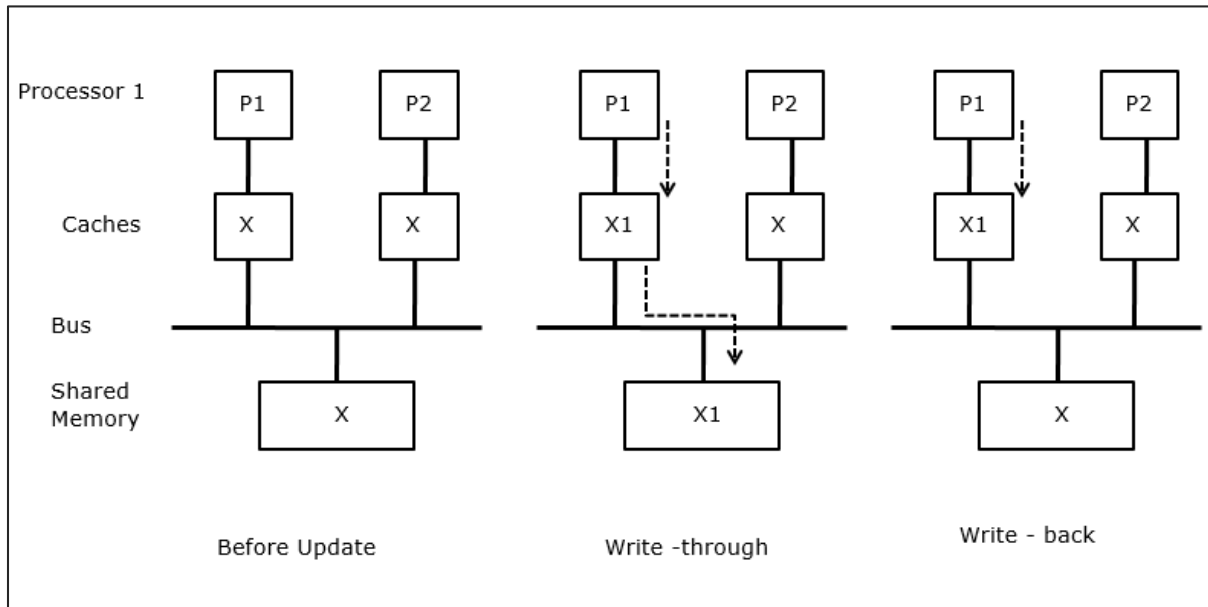 Processor 1
P1
P2
P1
P2
P1
P2
Caches
X
X
X1
X
X1
X
Bus
Shared
Memory
X
X1
X
Before Update
Write -through
Write - back